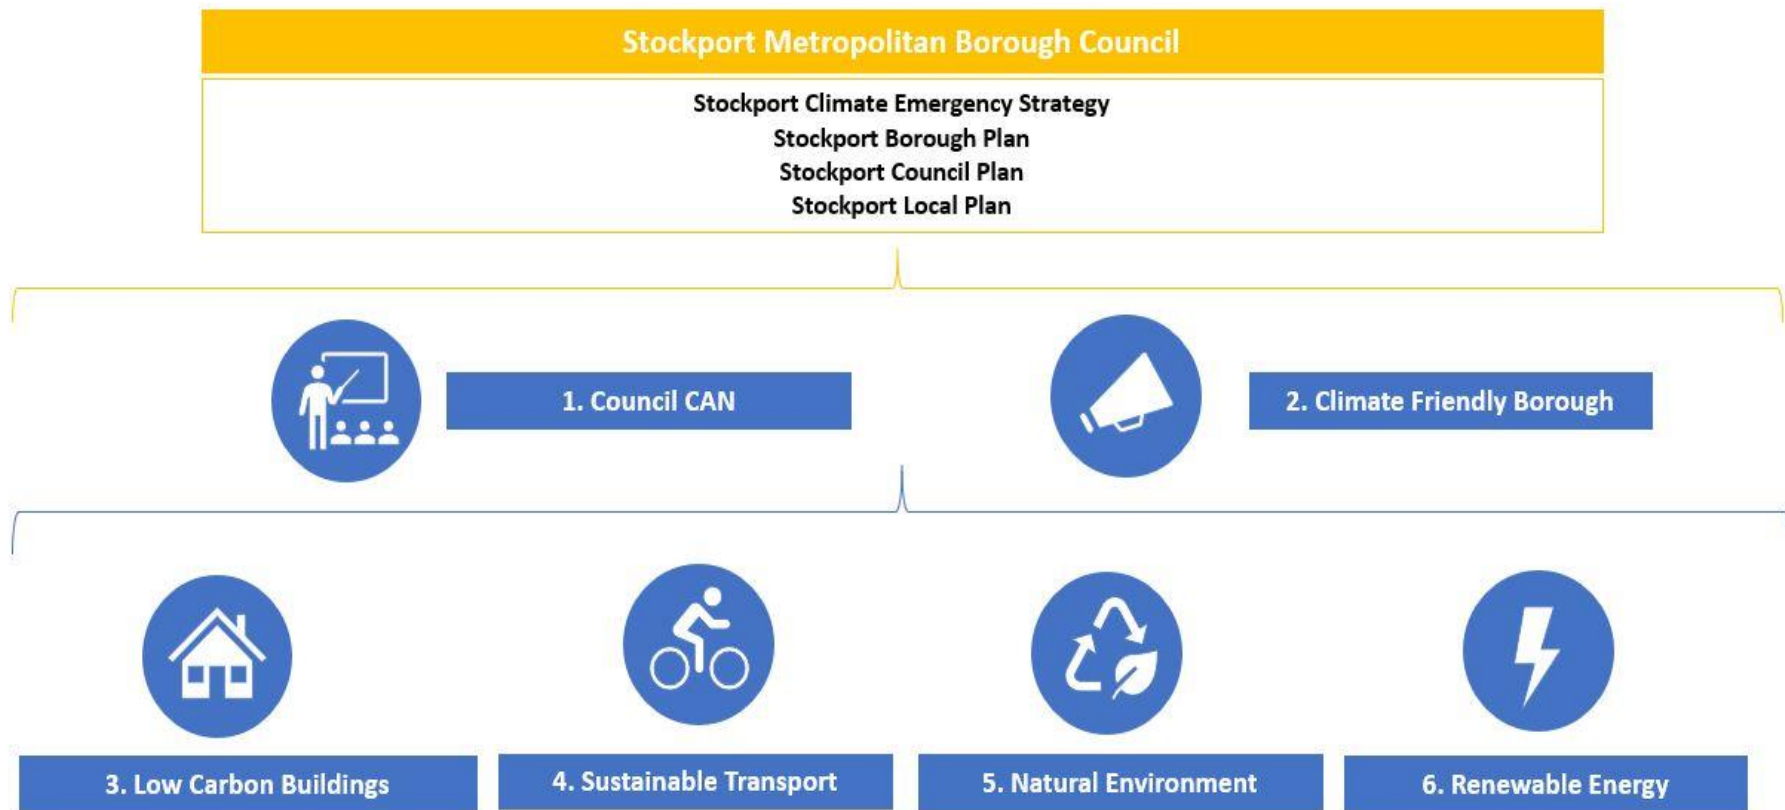 Stockport Metropolitan Borough Council
Stockport Climate Emergency Strategy
Stockport Borough Plan
Stockport Council Plan
Stockport Local Plan
1. Council CAN
2. Climate Friendly Borough
3. Low Carbon Buildings
4. Sustainable Transport
5. Natural Environment
6. Renewable Energy